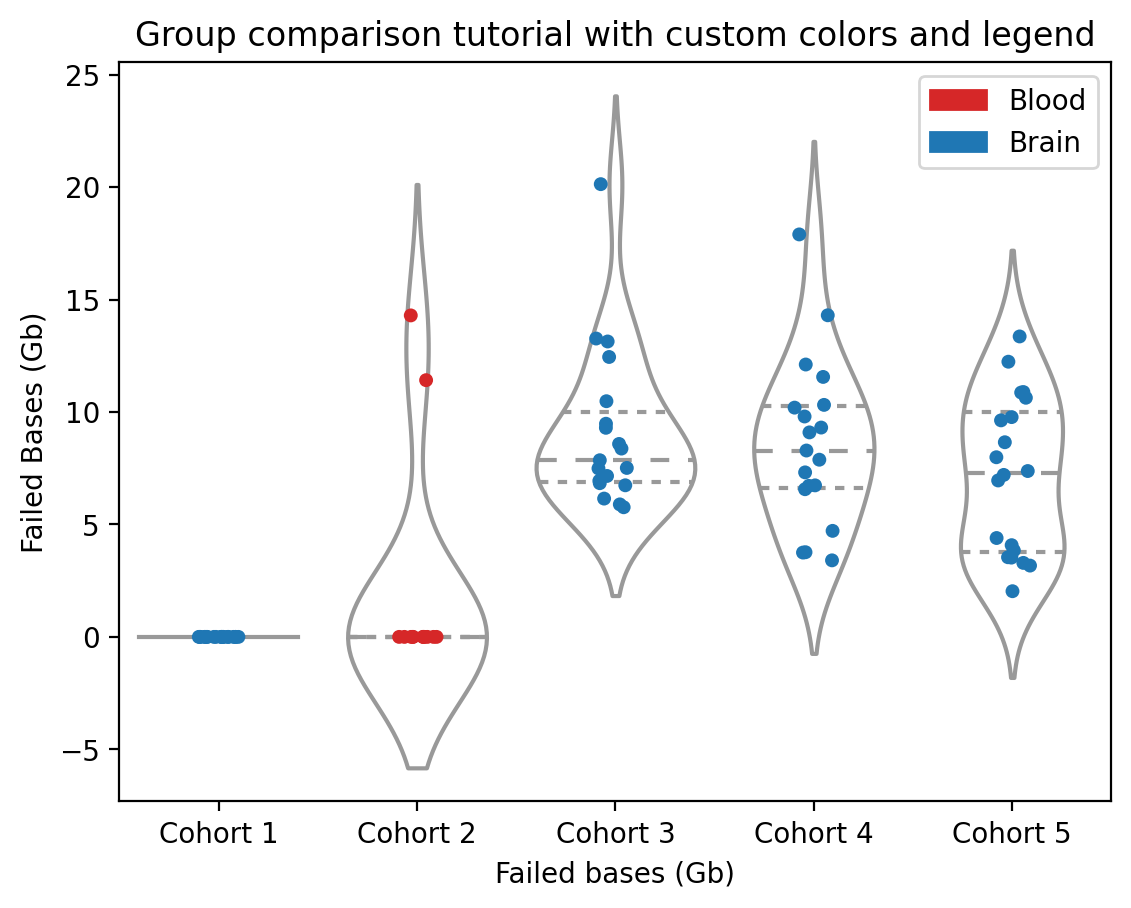 Group comparison tutorial with custom colors and legend
Blood
Brain
Failed Bases (Gb)
25
20
15
10
5
0
−5
Cohort 1
Cohort 2
Cohort 3
Cohort 4
Cohort 5
Failed bases (Gb)